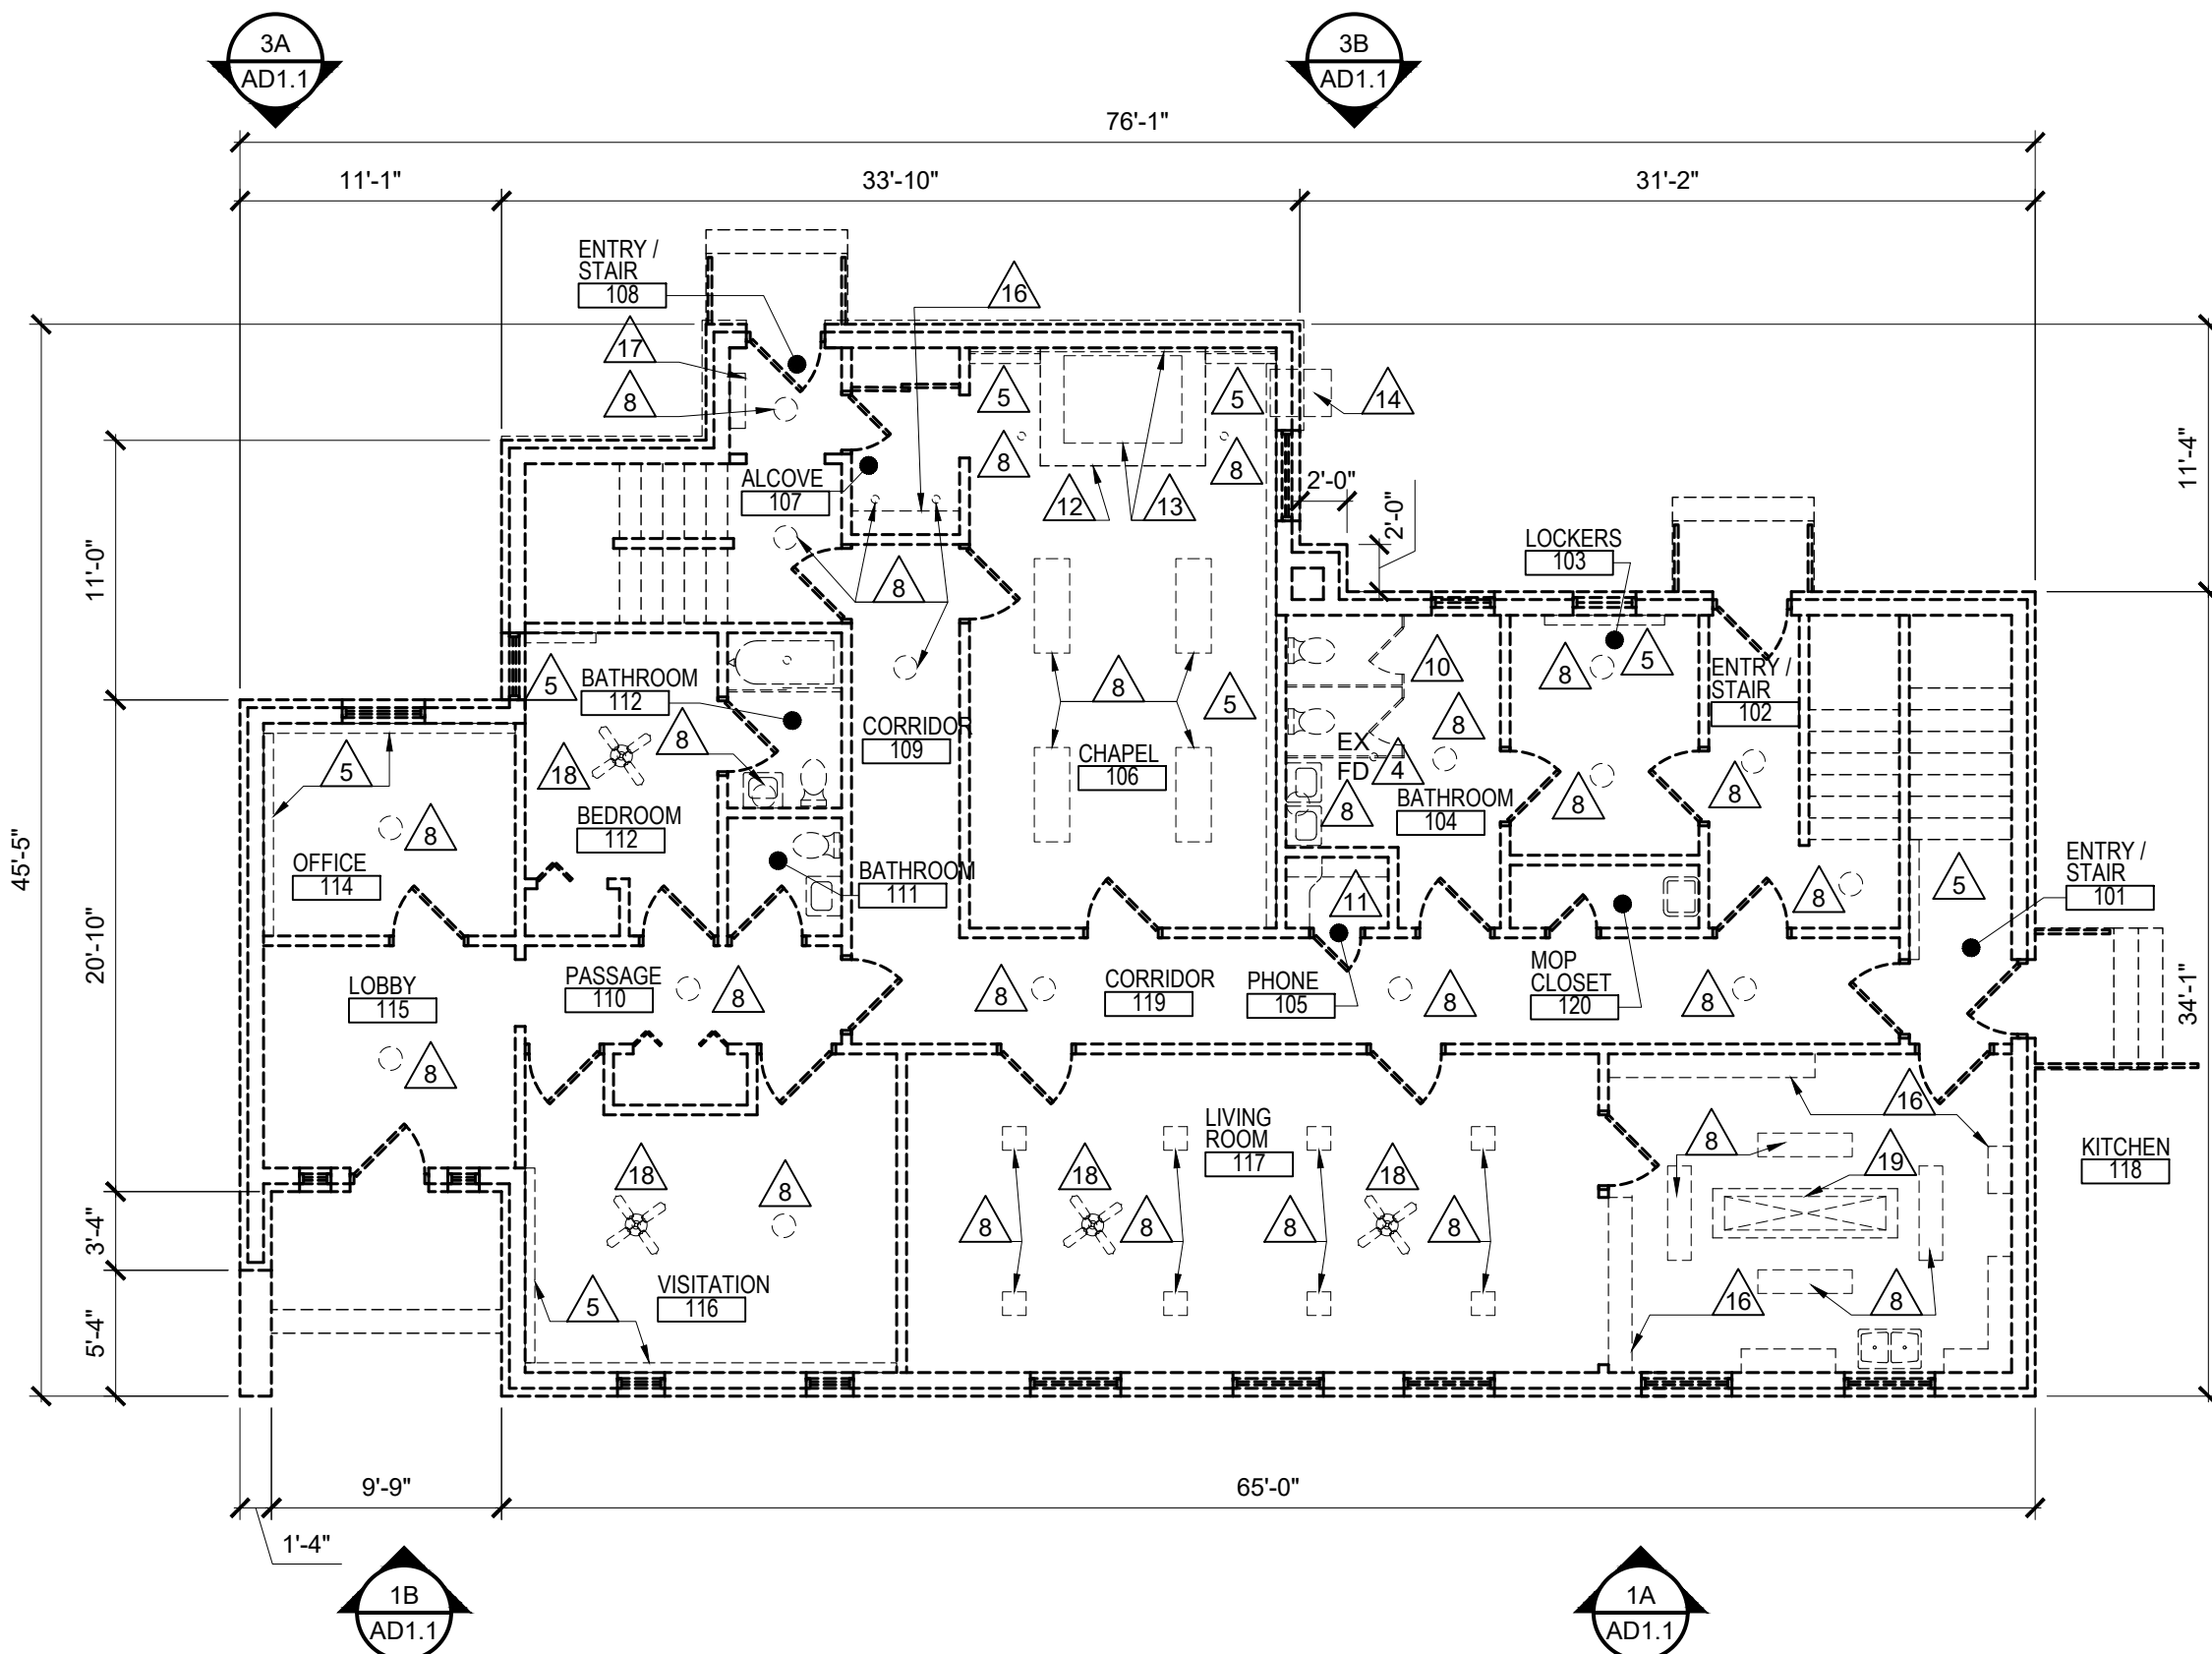 3A
AD1.1
3B
AD1.1
76'-1"
11'-1"
33'-10"
31'-2"
ENTRY /
STAIR
108
16
17
8
5
5
14
8
8
12
13
ALCOVE
107
2'-0"
2'-0"
11'-4"
11'-0"
8
LOCKERS
103
5
BATHROOM
112
8
CORRIDOR
109
8
5
10
8
8
5
ENTRY /
STAIR
102
18
5
CHAPEL
106
EX
FD
4
8
BATHROOM
104
8
8
BEDROOM
112
8
OFFICE
114
BATHROOM
111
11
8
5
ENTRY /
STAIR
101
45'-5"
20'-10"
LOBBY
115
PASSAGE
110
8
8
CORRIDOR
119
PHONE
105
8
MOP
CLOSET
120
8
34'-1"
8
16
LIVING
ROOM
117
8
19
KITCHEN
118
18
8
18
18
3'-4"
8
8
8
8
VISITATION
116
5
16
8
5'-4"
9'-9"
65'-0"
1'-4"
1B
AD1.1
1A
AD1.1